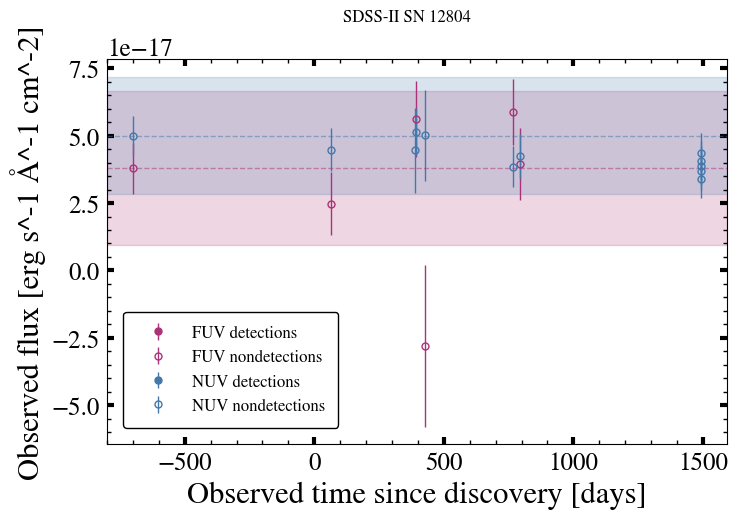 SDSS-II SN 12804
1e−17
7.5
5.0
2.5
0.0
−2.5
−5.0
Observed flux [erg s^-1 Å^-1 cm^-2]
FUV detections
FUV nondetections
NUV detections
NUV nondetections
−500 0 500 1000 1500
Observed time since discovery [days]